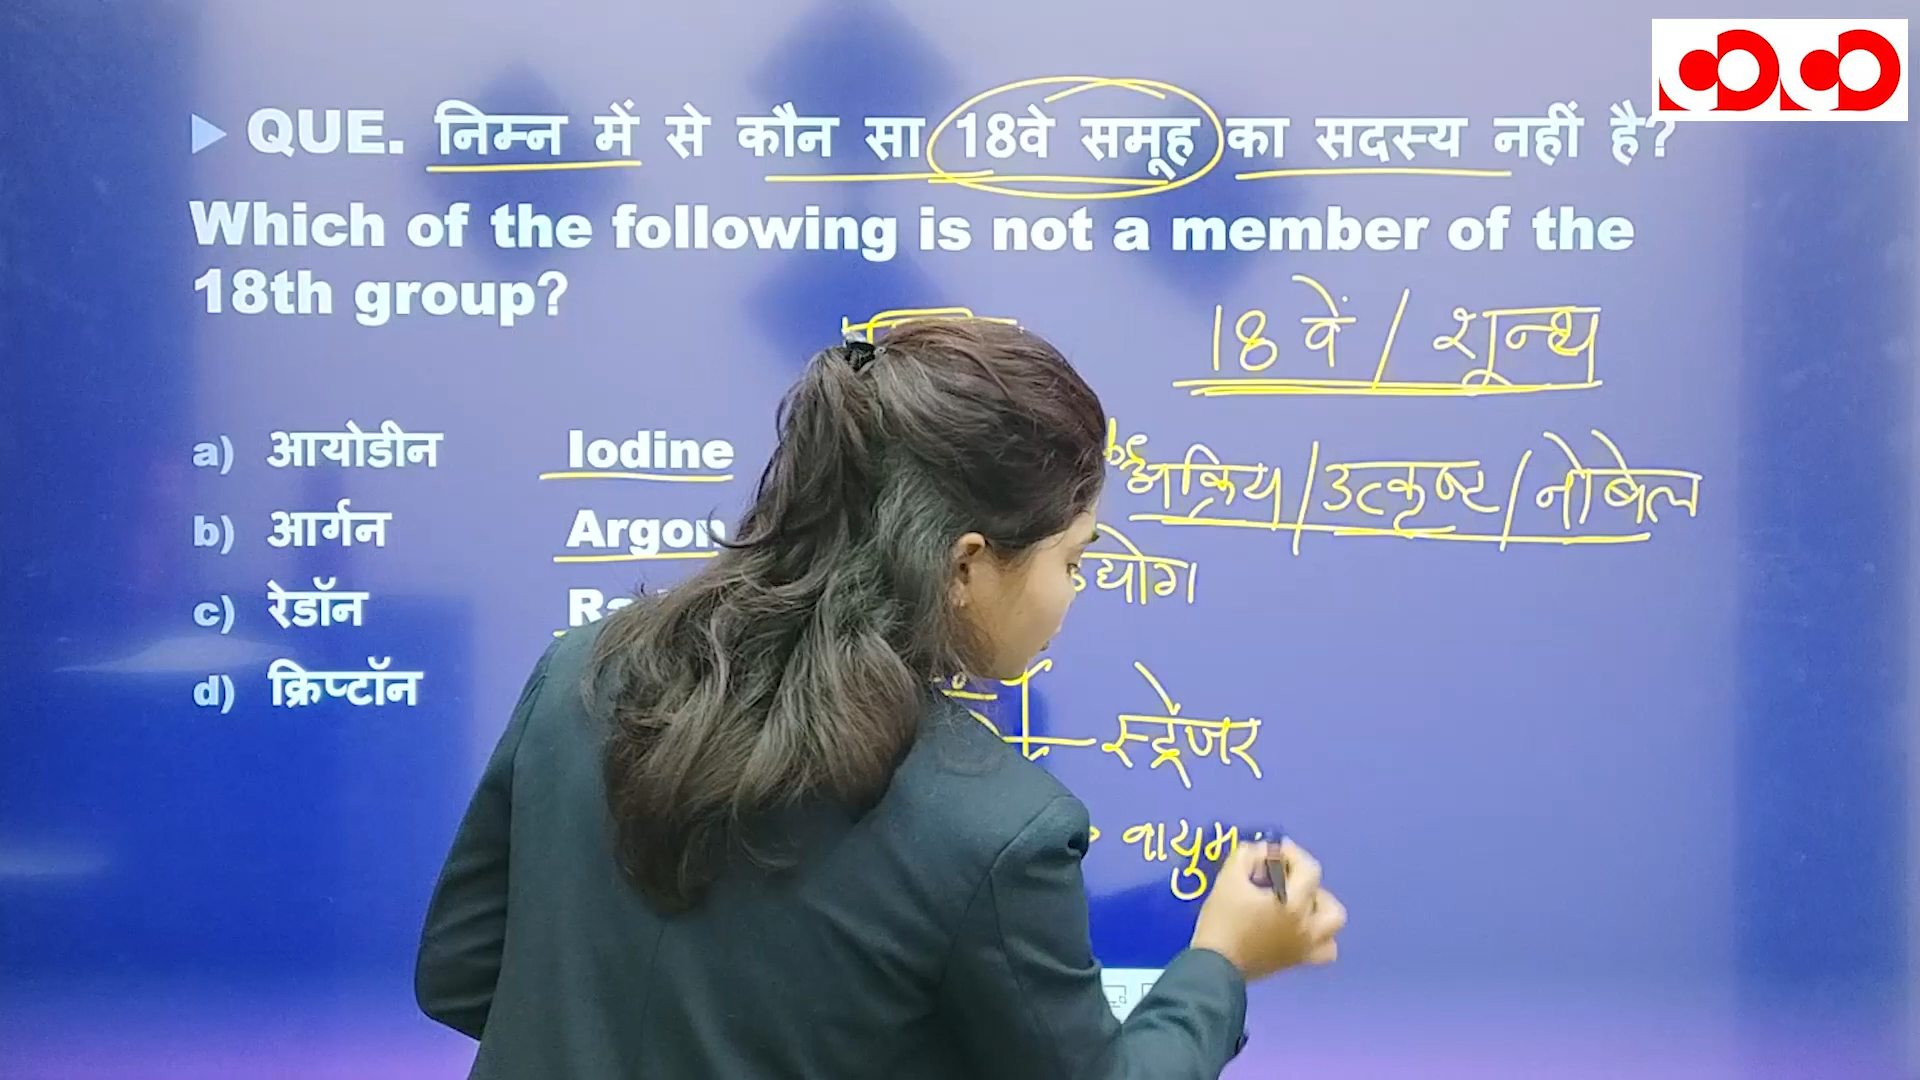 QUE. निम्न में से कौन सा 18वे समूह का सदस्य नहीं है?
Which of the following is not a member of the
18th group?
18 वें / शून्य
a) आयोडीन Iodine
अक्रिय / उत्कृष्ट / नोबेल
b) आर्गन Argon
c) रेडॉन
d) क्रिप्टॉन
स्ट्रेंजर
वायुम